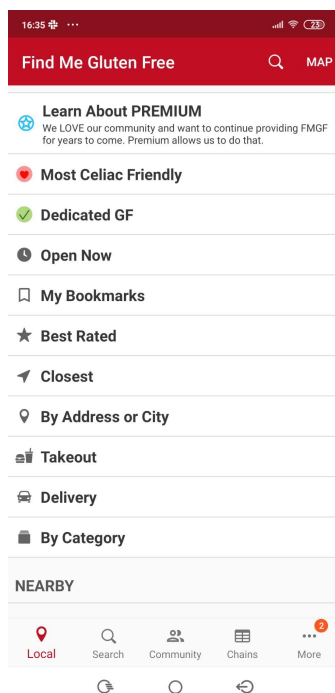 16:35 ··· 23
Find Me Gluten Free MAP
Learn About PREMIUM
We LOVE our community and want to continue providing FMGF
for years to come. Premium allows us to do that.
Most Celiac Friendly
Dedicated GF
Open Now
My Bookmarks
Best Rated
Closest
By Address or City
Takeout
Delivery
By Category
NEARBY
2
Local Search Community Chains More